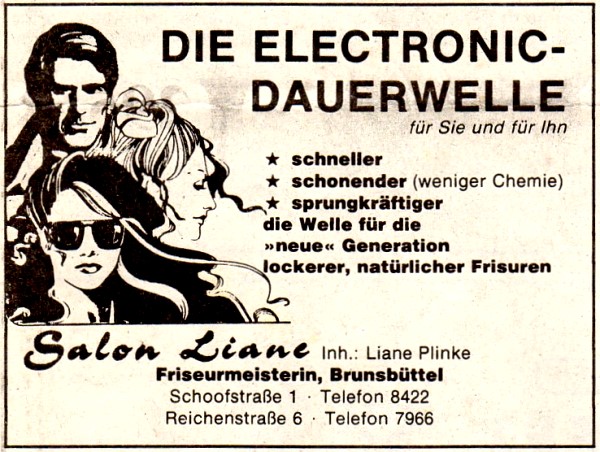 DIE ELECTRONIC-
DAUERWELLE
für Sie und für Ihn
★ schneller
★ schonender (weniger Chemie)
★ sprungkräftiger
die Welle für die
»neue« Generation
lockerer, natürlicher Frisuren
Salon Liane Inh.: Liane Plinke
Friseurmeisterin, Brunsbüttel
Schoofstraße 1 · Telefon 8422
Reichenstraße 6 · Telefon 7966